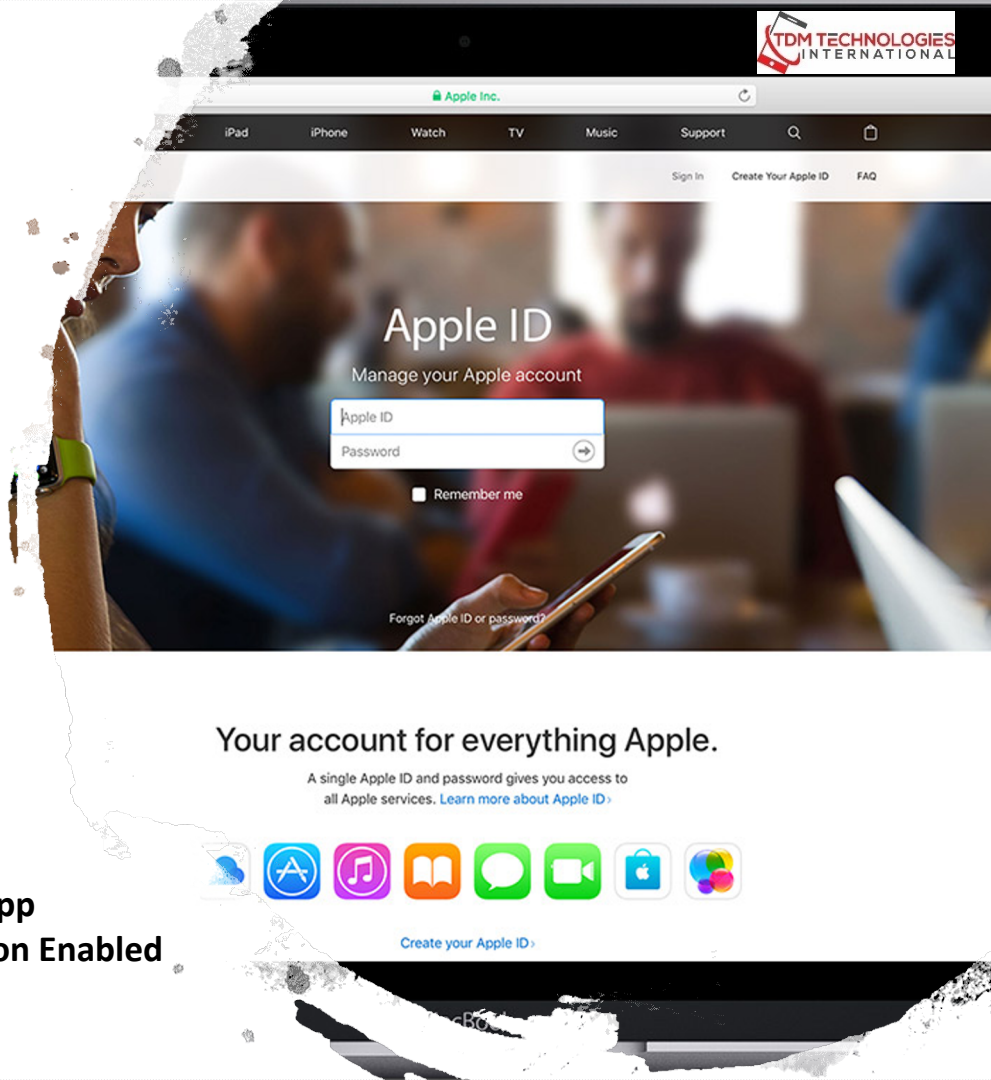 TDM TECHNOLOGIES
INTERNATIONAL
Apple Inc.
iPad iPhone Watch TV Music Support
Sign In Create Your Apple ID FAQ
Apple ID
Manage your Apple account
Apple ID
Password
Remember me
Forgot Apple ID or password?
Your account for everything Apple.
A single Apple ID and password gives you access to
all Apple services. Learn more about Apple ID ›
pp
on Enabled
Create your Apple ID ›